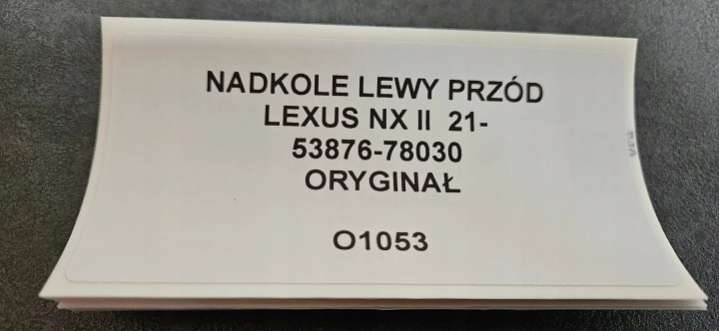 NADKOLE LEWY PRZÓD
LEXUS NX II 21-
53876-78030
ORYGINAŁ
O1053